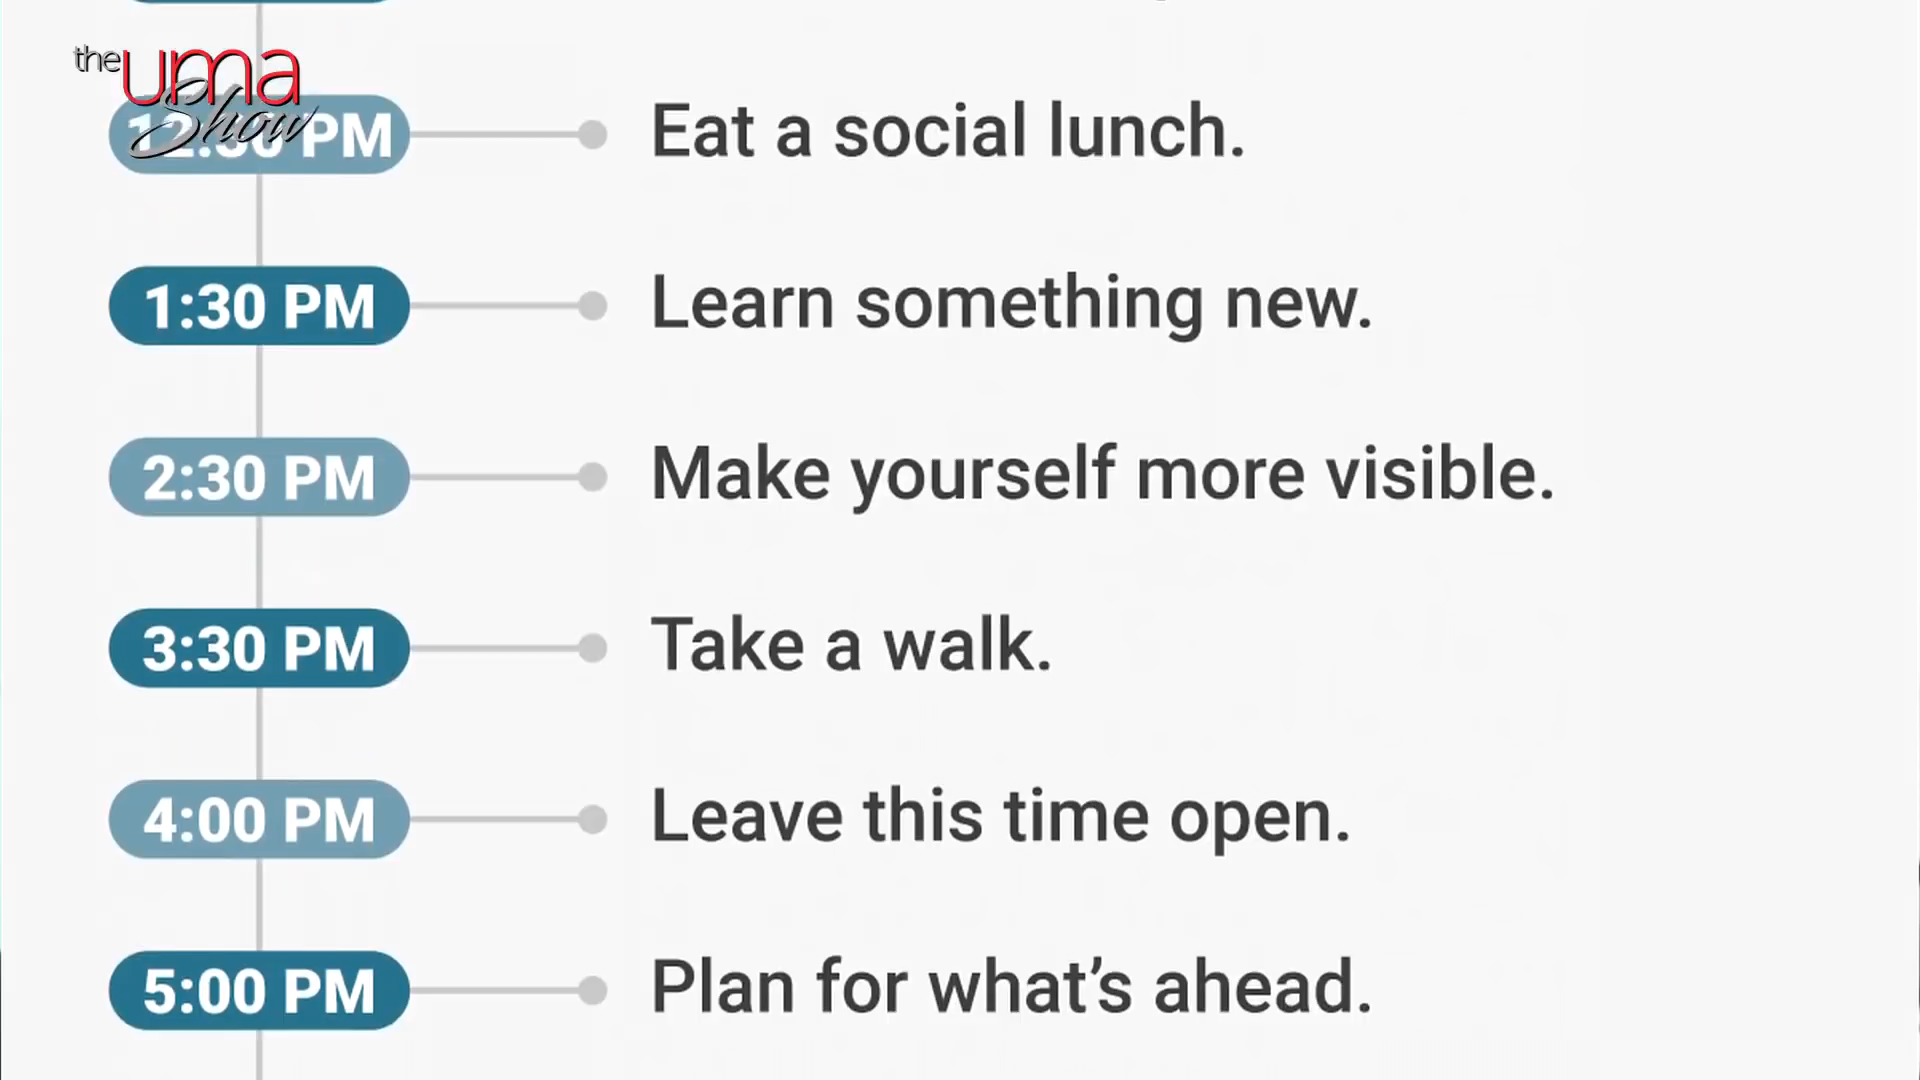 the uma
Show
12:30 PM Eat a social lunch.
1:30 PM Learn something new.
2:30 PM Make yourself more visible.
3:30 PM Take a walk.
4:00 PM Leave this time open.
5:00 PM Plan for what’s ahead.